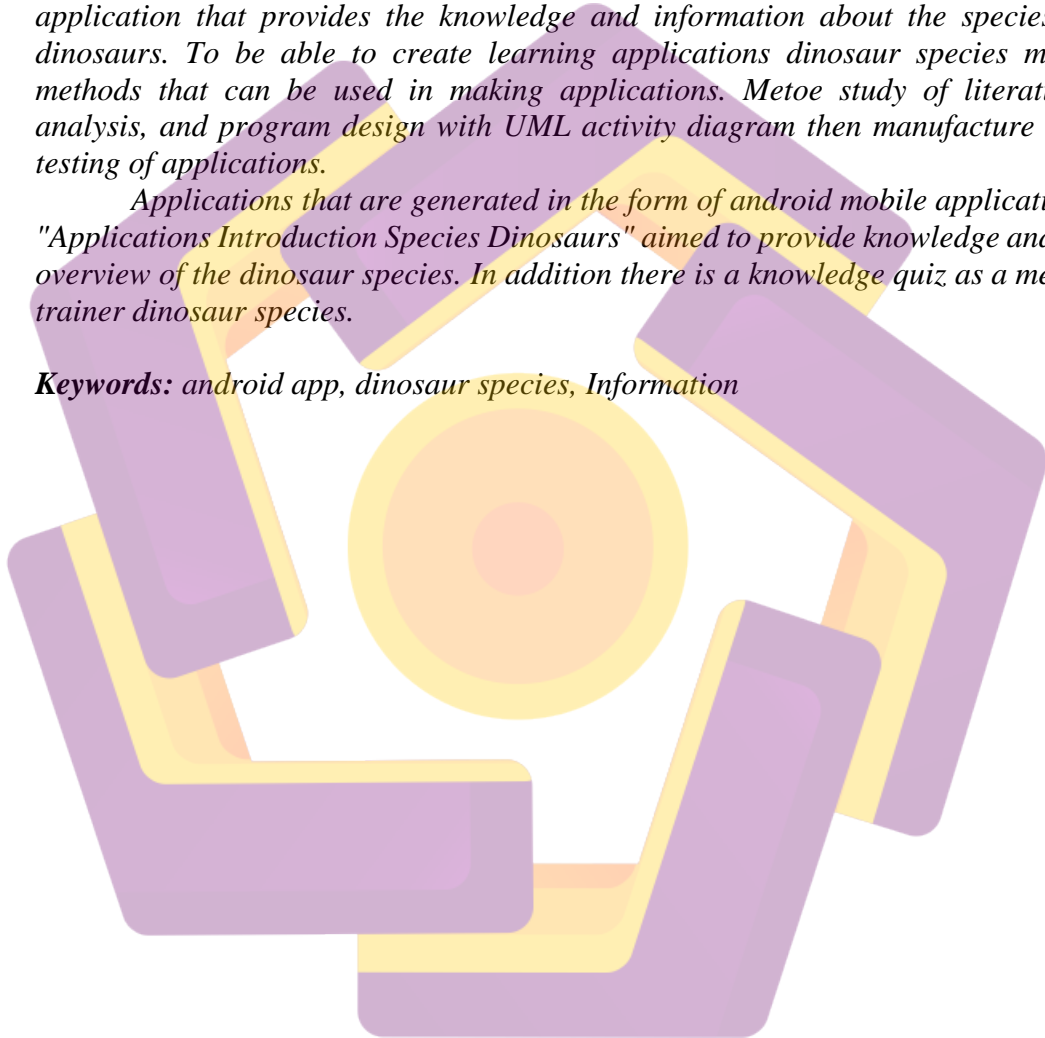 application that provides the knowledge and information about the species
dinosaurs. To be able to create learning applications dinosaur species
methods that can be used in making applications. Metoe study of
analysis, and program design with UML activity diagram then manufacture
testing of applications.
Applications that are generated in the form of android mobile
"Applications Introduction Species Dinosaurs" aimed to provide knowledge
overview of the dinosaur species. In addition there is a knowledge quiz as a
trainer dinosaur species.
Keywords: android app, dinosaur species, Information